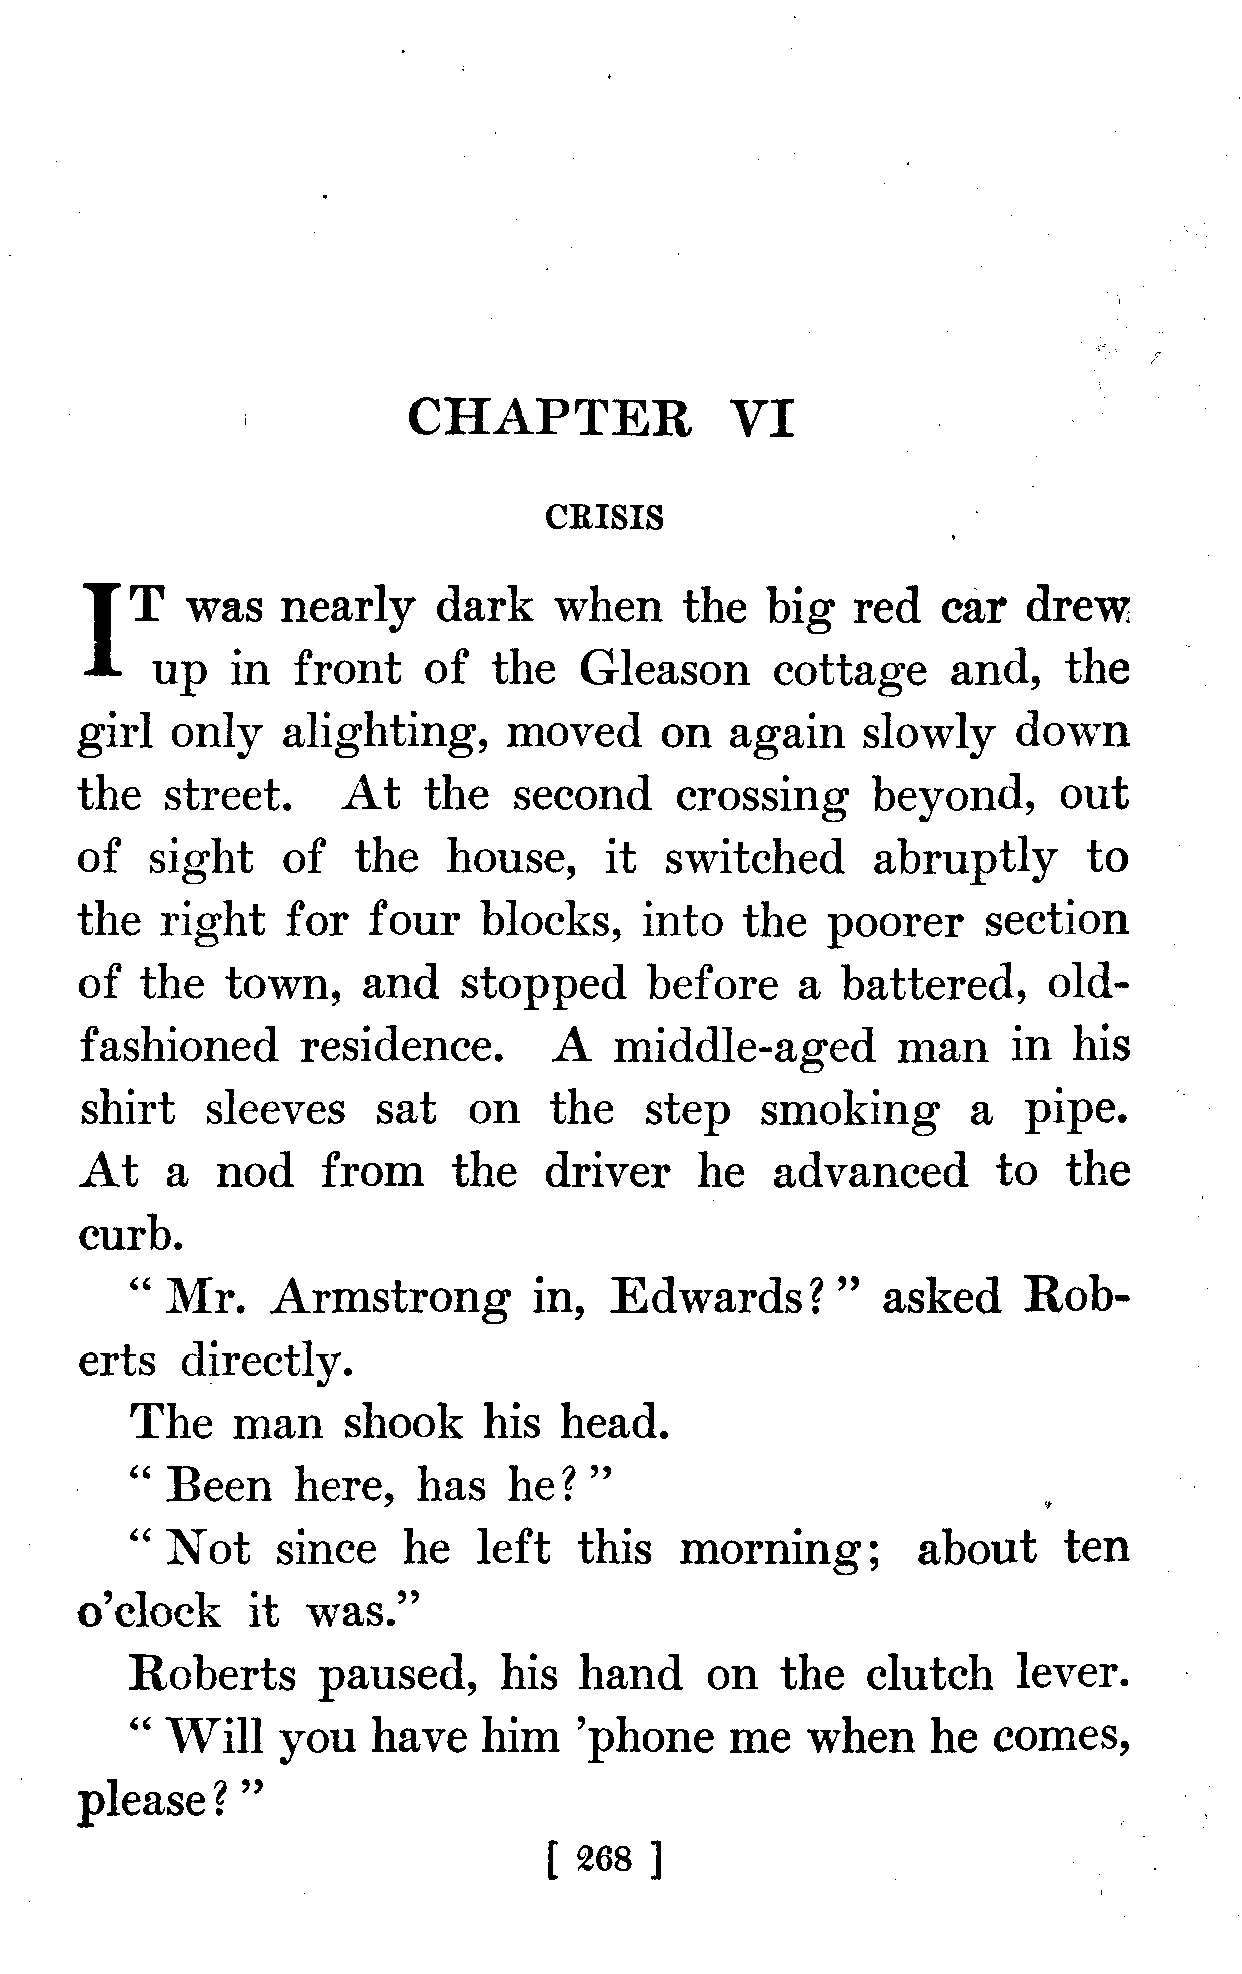 CHAPTER VI
CRISIS
IT was nearly dark when the big red car drew
up in front of the Gleason cottage and, the
girl only alighting, moved on again slowly down
the street. At the second crossing beyond, out
of sight of the house, it switched abruptly to
the right for four blocks, into the poorer section
of the town, and stopped before a battered, old-
fashioned residence. A middle-aged man in his
shirt sleeves sat on the step smoking a pipe.
At a nod from the driver he advanced to the
curb.
“ Mr. Armstrong in, Edwards? ” asked Rob-
erts directly.
The man shook his head.
“ Been here, has he? ”
“ Not since he left this morning; about ten
o’clock it was.”
Roberts paused, his hand on the clutch lever.
“ Will you have him ’phone me when he comes,
please? ”
[ 268 ]